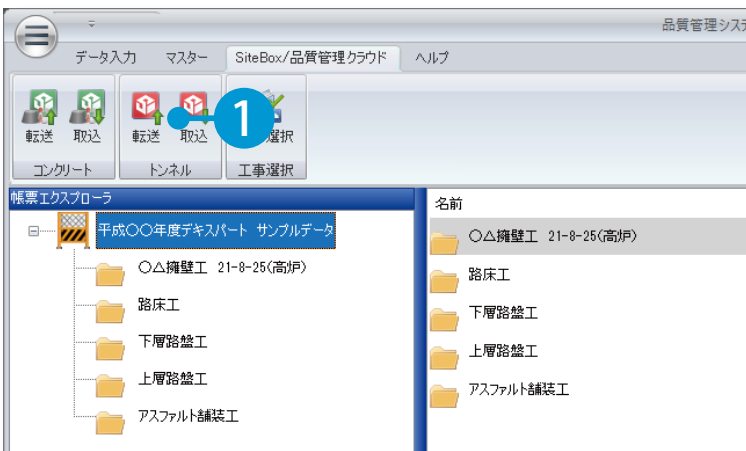 品質管理シス
データ入力 マスター SiteBox/品質管理クラウド ヘルプ
転送 取込 転送 取込 選択
コンクリート トンネル 工事選択
1
帳票エクスプローラ
平成〇〇年度デキスパート サンプルデータ
〇△擁壁工 21-8-25(高炉)
路床工
下層路盤工
上層路盤工
アスファルト舗装工
名前
〇△擁壁工 21-8-25(高炉)
路床工
下層路盤工
上層路盤工
アスファルト舗装工